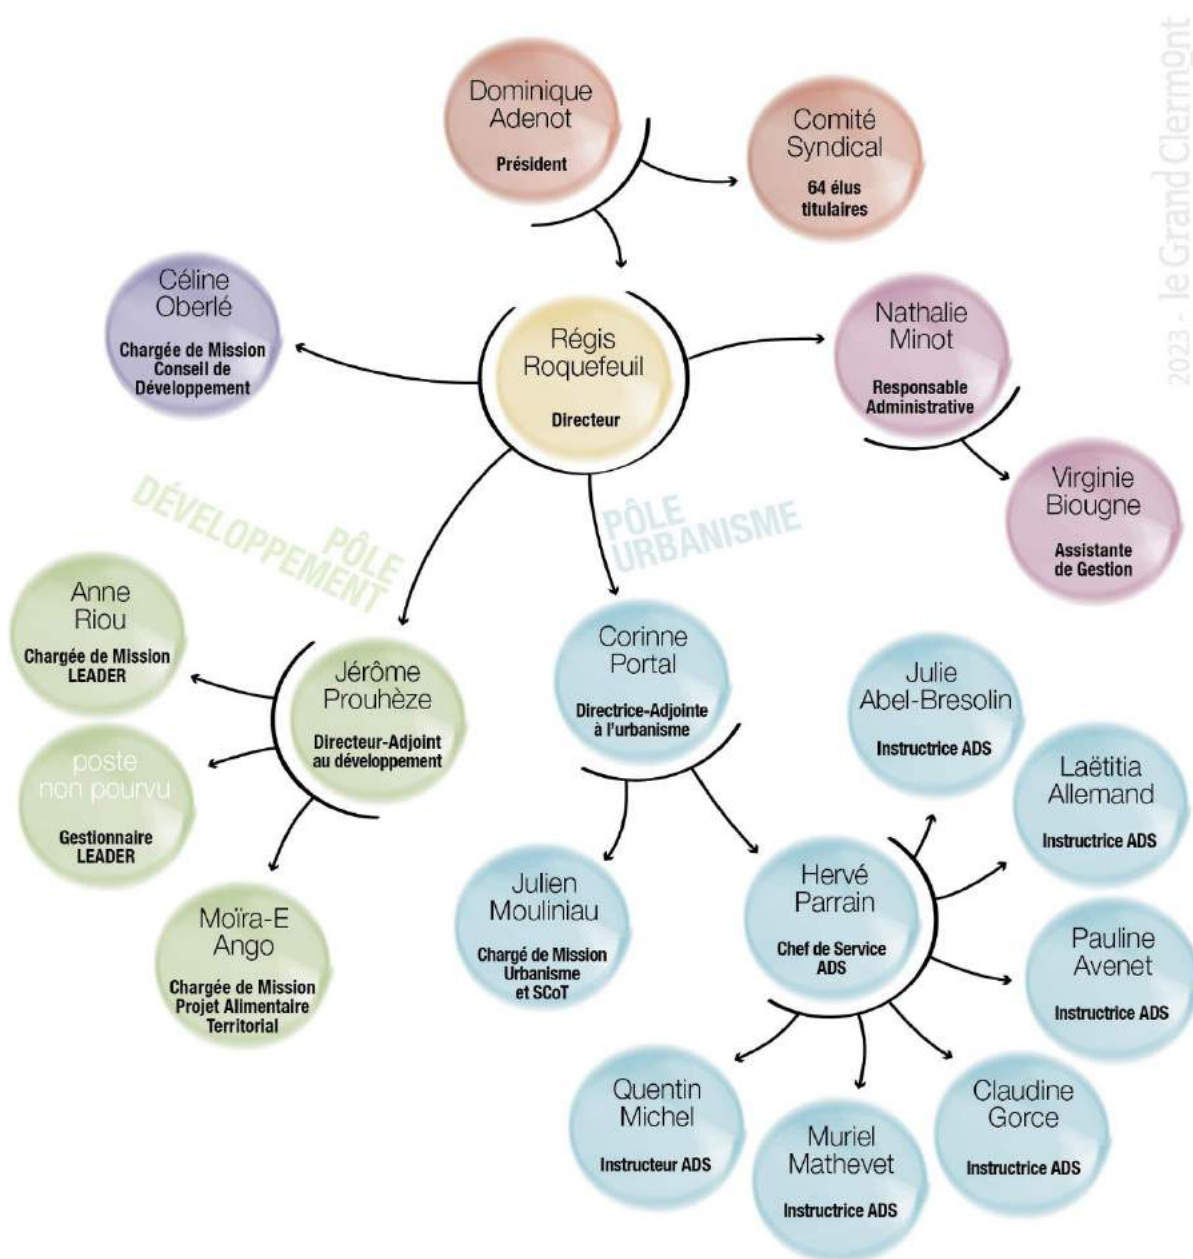 Dominique
Adenot
Président
Comité
Syndical
64 élus
titulaires
2023 - le Grand Clermont
Céline
Oberlé
Chargée de Mission
Conseil de
Développement
Régis
Roquefeuil
Directeur
Nathalie
Minot
Responsable
Administrative
Virginie
Biougne
Assistante
de Gestion
PÔLE
DÉVELOPPEMENT
PÔLE
URBANISME
Anne
Riou
Chargée de Mission
LEADER
poste
non pourvu
Gestionnaire
LEADER
Jérôme
Prouhèze
Directeur-Adjoint
au développement
Moïra-E
Ango
Chargée de Mission
Projet Alimentaire
Territorial
Corinne
Portal
Directrice-Adjointe
à l'urbanisme
Julien
Mouliniau
Chargé de Mission
Urbanisme
et SCoT
Hervé
Parrain
Chef de Service
ADS
Julie
Abel-Bresolin
Instructrice ADS
Laëtitia
Allemand
Instructrice ADS
Pauline
Avenet
Instructrice ADS
Claudine
Gorce
Instructrice ADS
Muriel
Mathevet
Instructrice ADS
Quentin
Michel
Instructeur ADS